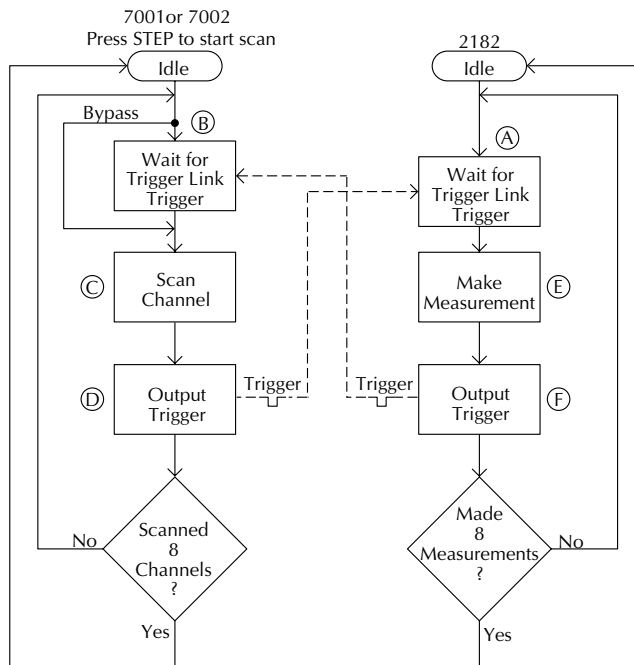 7001or 7002
Press STEP to start scan
Idle
Bypass
B
Wait for
Trigger Link
Trigger
C
Scan
Channel
D
Output
Trigger
Trigger
Scanned
8
Channels
?
No
Yes
2182
Idle
A
Wait for
Trigger Link
Trigger
Make
Measurement
E
Trigger
Output
Trigger
F
Made
8
Measurements
?
No
Yes